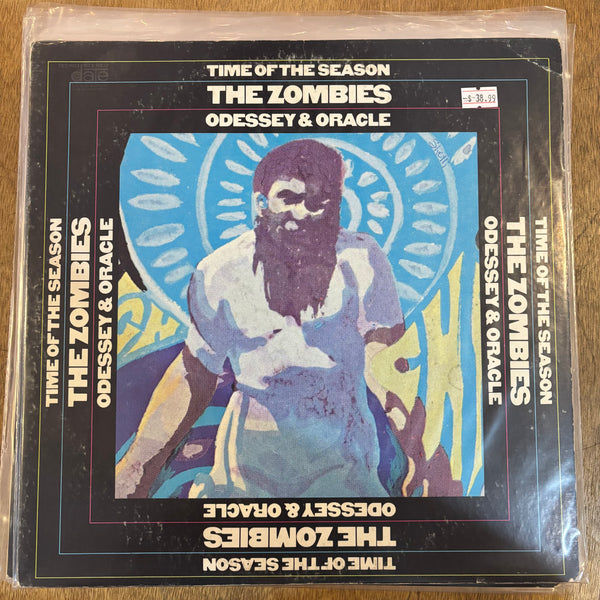 date
TIME OF THE SEASON
THE ZOMBIES
ODESSEY & ORACLE
$ 38.99
TIME OF THE SEASON
THE ZOMBIES
ODESSEY & ORACLE
TIME OF THE SEASON
THE ZOMBIES
ODESSEY & ORACLE
TIME OF THE SEASON
THE ZOMBIES
ODESSEY & ORACLE